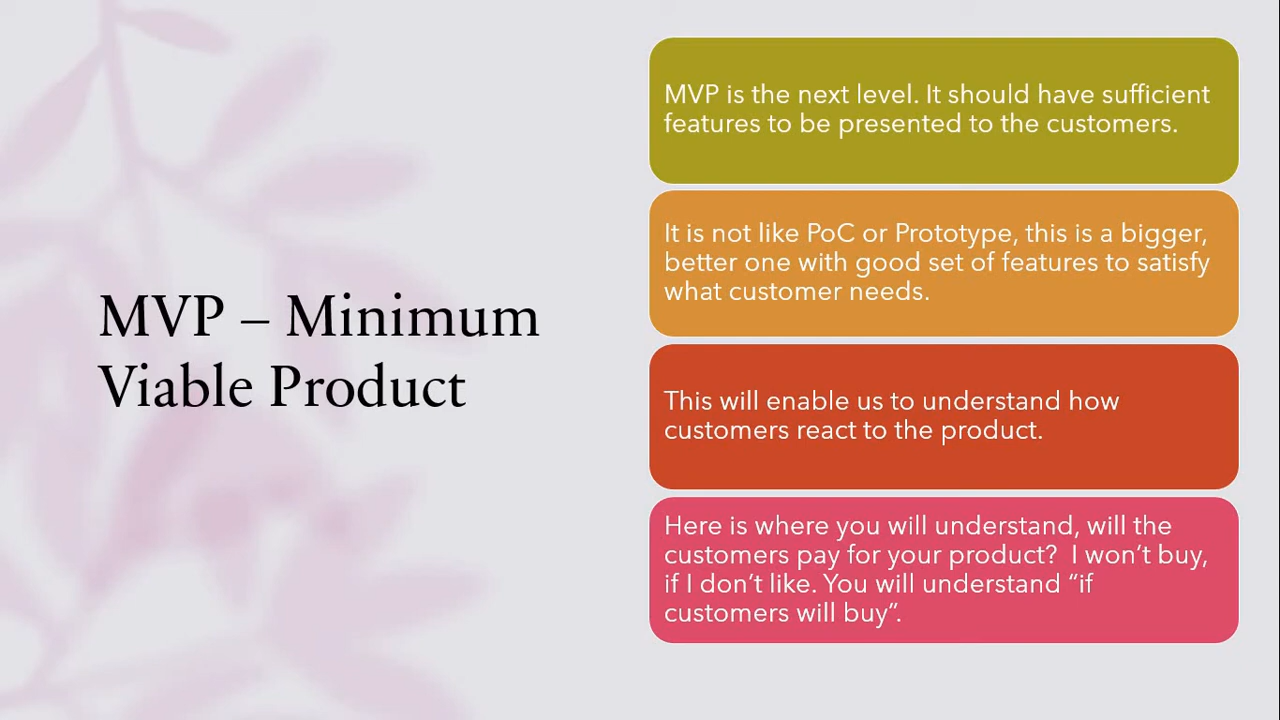 MVP – Minimum
Viable Product
MVP is the next level. It should have sufficient
features to be presented to the customers.
It is not like PoC or Prototype, this is a bigger,
better one with good set of features to satisfy
what customer needs.
This will enable us to understand how
customers react to the product.
Here is where you will understand, will the
customers pay for your product?  I won’t buy,
if I don’t like. You will understand “if
customers will buy”.